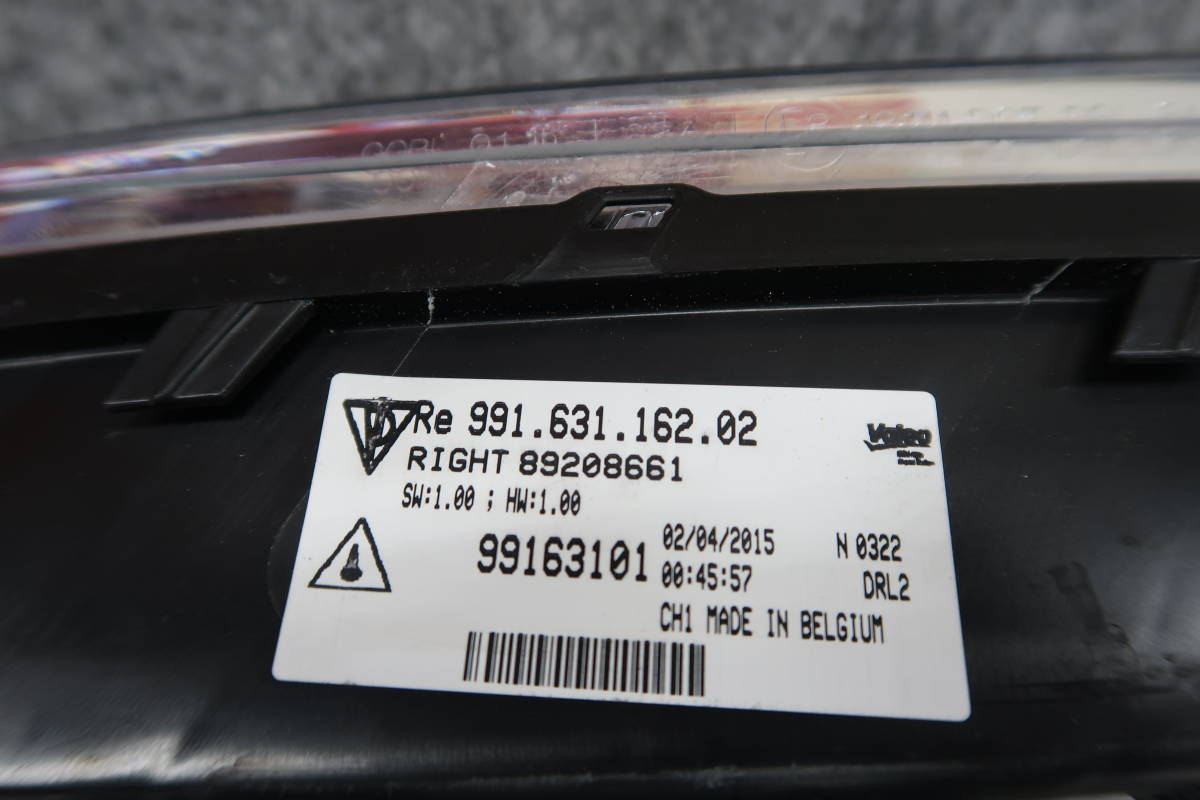 Re 991.631.162.02
RIGHT 89208661
SW:1.00 ; HW:1.00
Valeo
99163101
02/04/2015
00:45:57
N 0322
DRL2
CH1 MADE IN BELGIUM